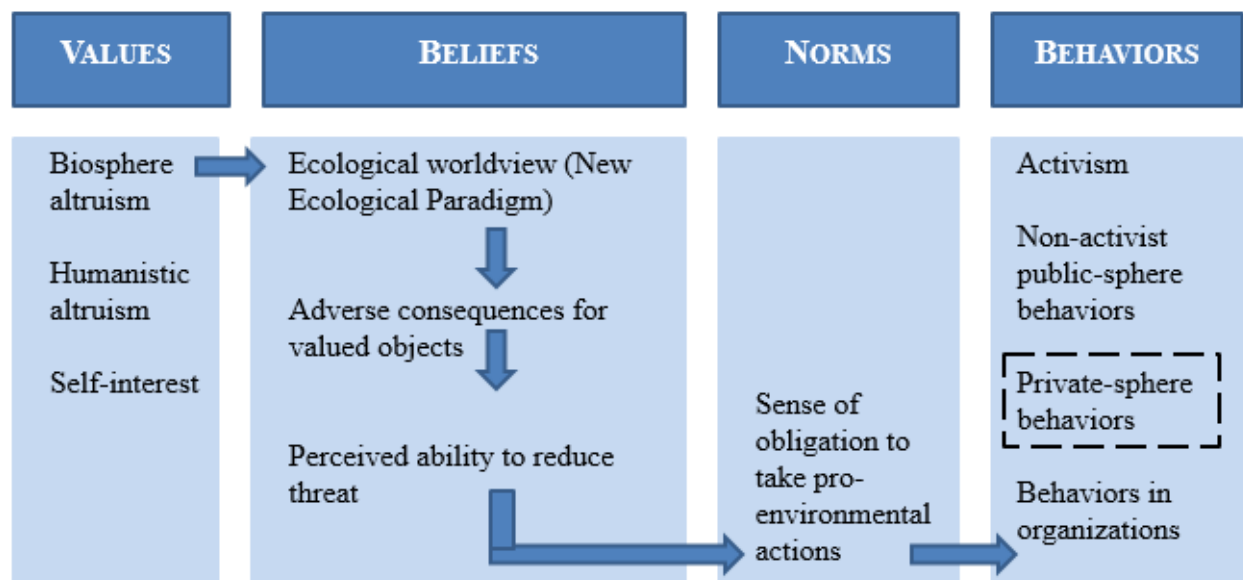 VALUES
BELIEFS
NORMS
BEHAVIORS
Biosphere
altruism
Humanistic
altruism
Self-interest
Ecological worldview (New
Ecological Paradigm)
Adverse consequences for
valued objects
Perceived ability to reduce
threat
Sense of
obligation to
take pro-
environmental
actions
Activism
Non-activist
public-sphere
behaviors
Private-sphere
behaviors
Behaviors in
organizations